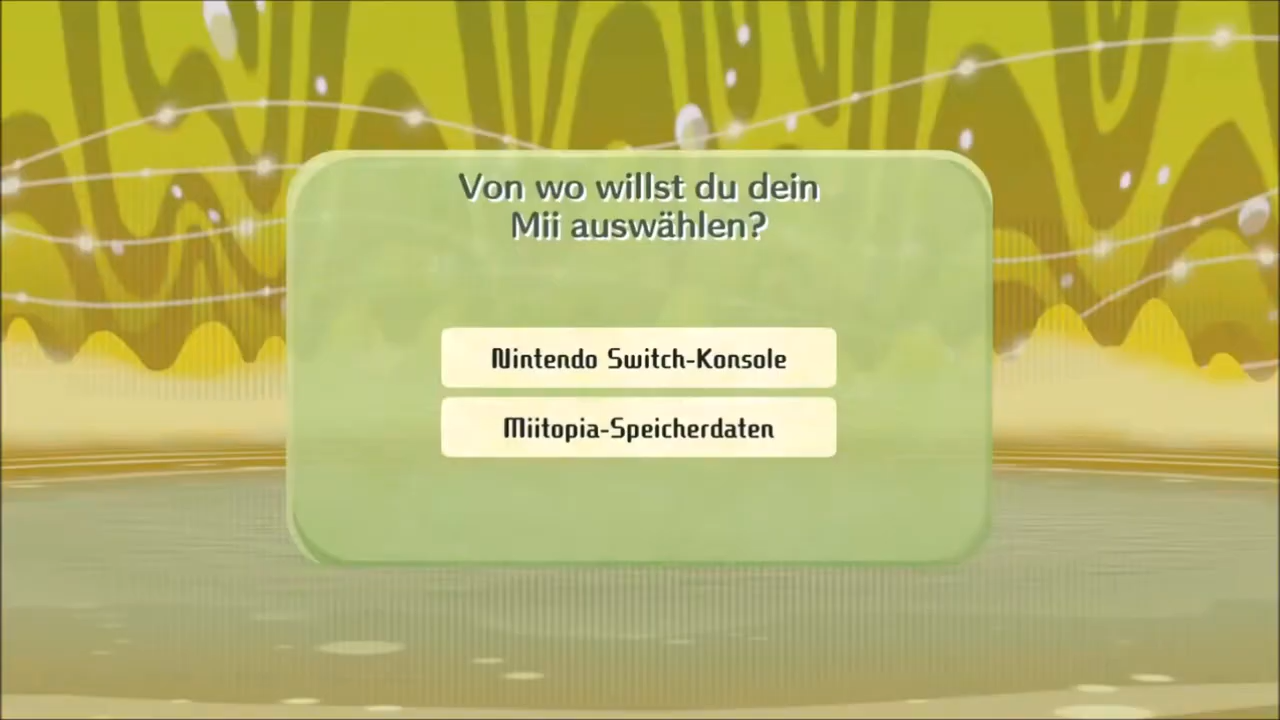 Von wo willst du dein
Mii auswählen?
Nintendo Switch-Konsole
Miitopia-Speicherdaten